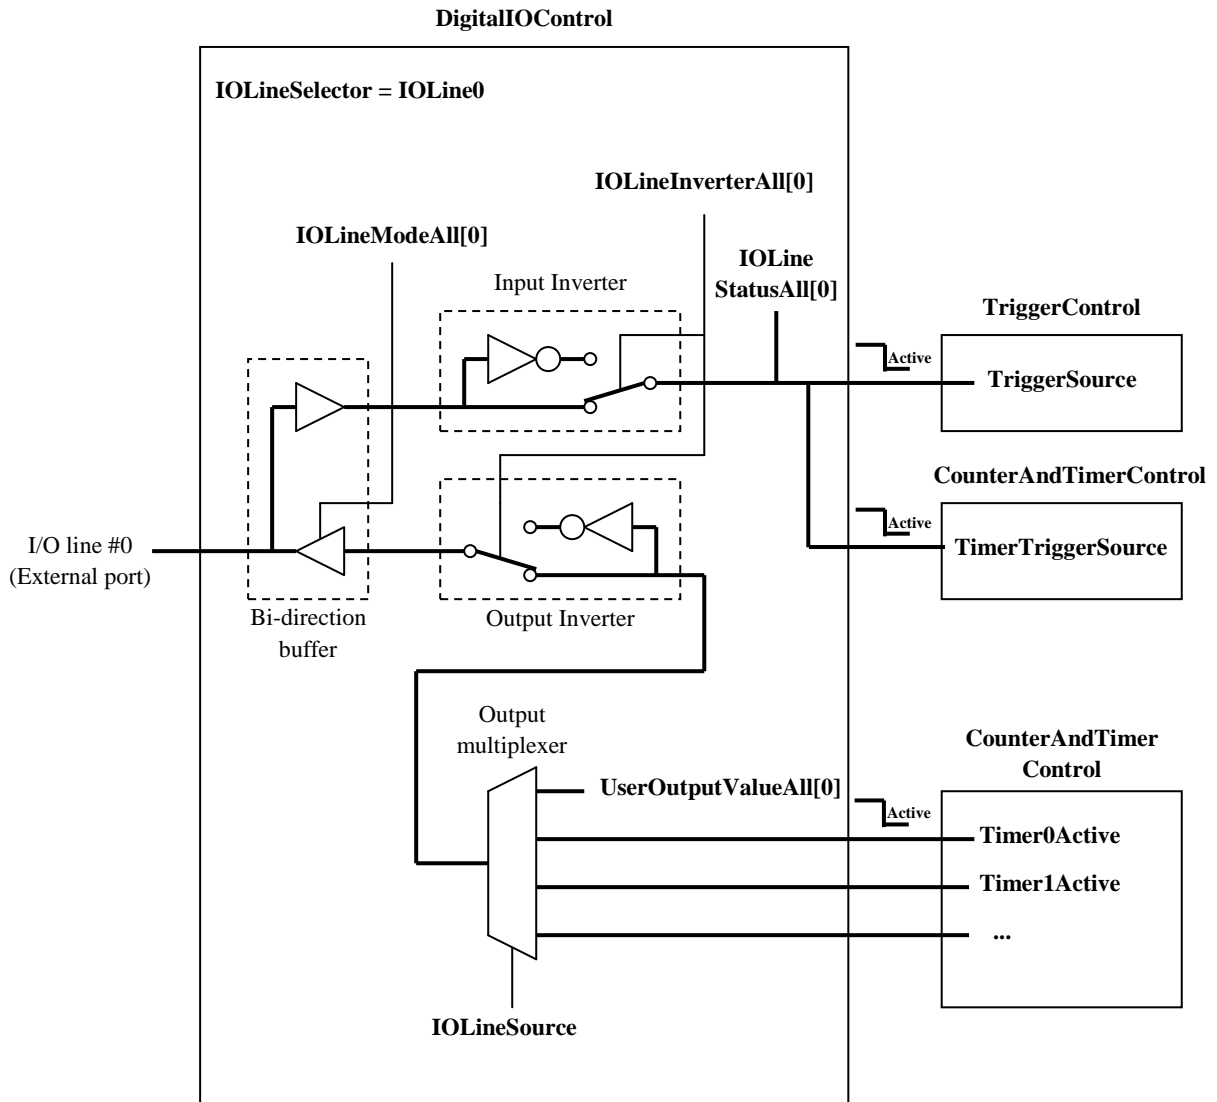 DigitalIOControl
IOLineSelector = IOLine0
IOLineInverterAll[0]
IOLineModeAll[0]
IOLine
StatusAll[0]
Input Inverter
TriggerControl
Active
TriggerSource
CounterAndTimerControl
Active
TimerTriggerSource
I/O line #0
(External port)
Bi-direction
buffer
Output Inverter
Output
multiplexer
CounterAndTimer
Control
UserOutputValueAll[0]
Active
Timer0Active
Timer1Active
...
IOLineSource